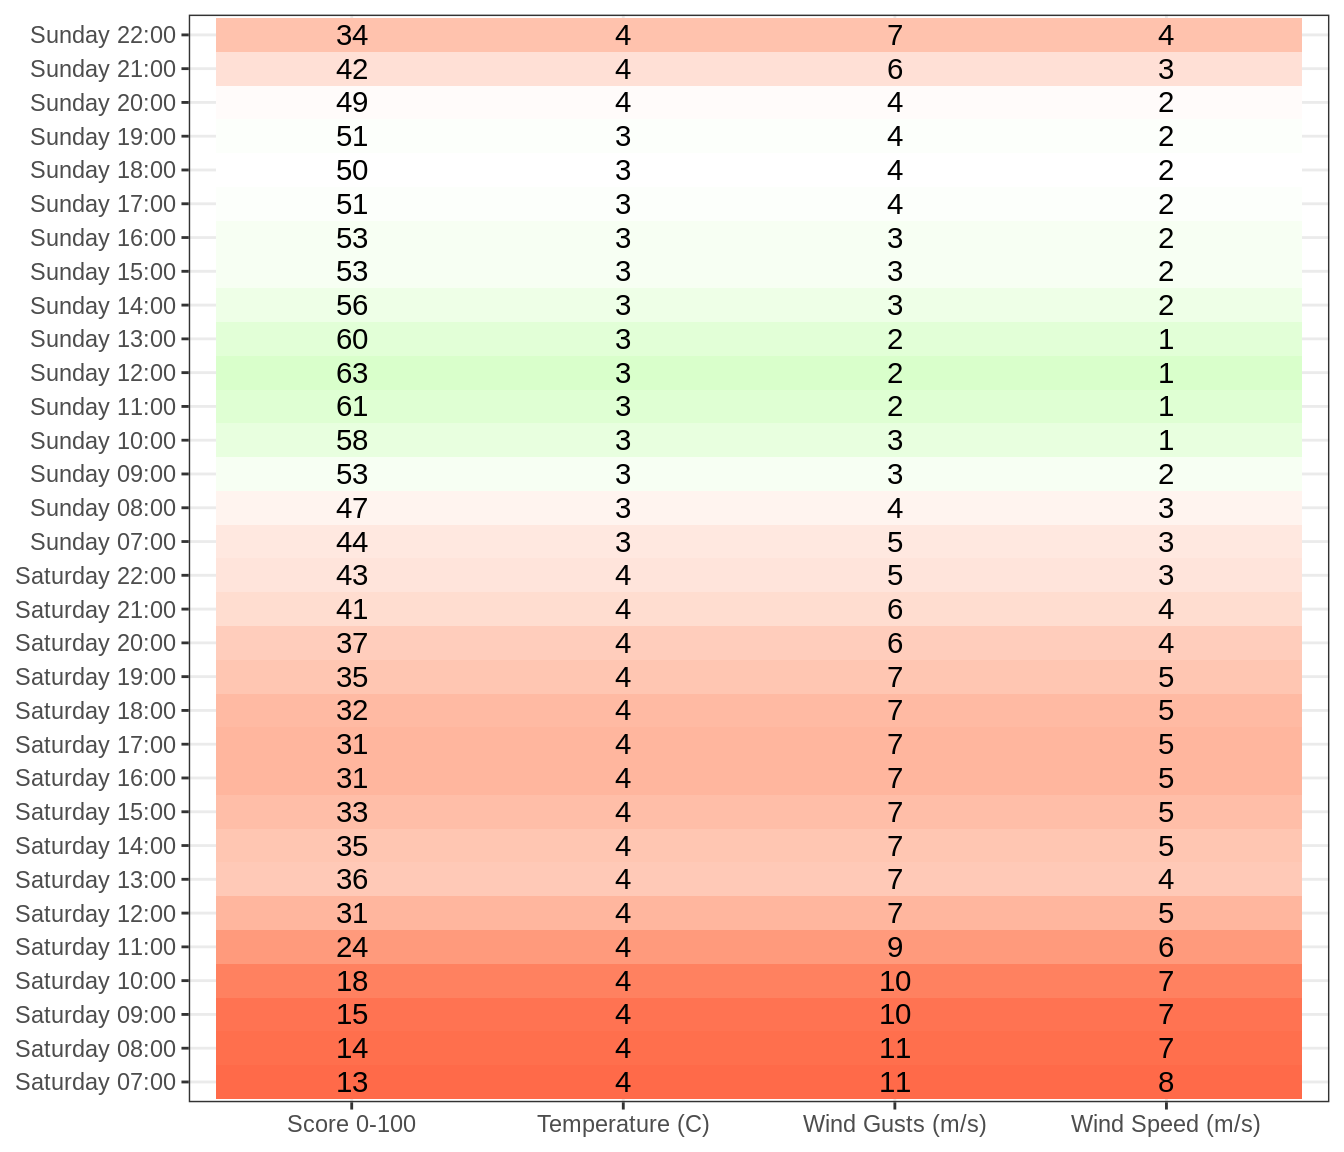 Sunday 22:00 34 4 7 4
Sunday 21:00 42 4 6 3
Sunday 20:00 49 4 4 2
Sunday 19:00 51 3 4 2
Sunday 18:00 50 3 4 2
Sunday 17:00 51 3 4 2
Sunday 16:00 53 3 3 2
Sunday 15:00 53 3 3 2
Sunday 14:00 56 3 3 2
Sunday 13:00 60 3 2 1
Sunday 12:00 63 3 2 1
Sunday 11:00 61 3 2 1
Sunday 10:00 58 3 3 1
Sunday 09:00 53 3 3 2
Sunday 08:00 47 3 4 3
Sunday 07:00 44 3 5 3
Saturday 22:00 43 4 5 3
Saturday 21:00 41 4 6 4
Saturday 20:00 37 4 6 4
Saturday 19:00 35 4 7 5
Saturday 18:00 32 4 7 5
Saturday 17:00 31 4 7 5
Saturday 16:00 31 4 7 5
Saturday 15:00 33 4 7 5
Saturday 14:00 35 4 7 5
Saturday 13:00 36 4 7 4
Saturday 12:00 31 4 7 5
Saturday 11:00 24 4 9 6
Saturday 10:00 18 4 10 7
Saturday 09:00 15 4 10 7
Saturday 08:00 14 4 11 7
Saturday 07:00 13 4 11 8
Score 0-100 Temperature (C) Wind Gusts (m/s) Wind Speed (m/s)